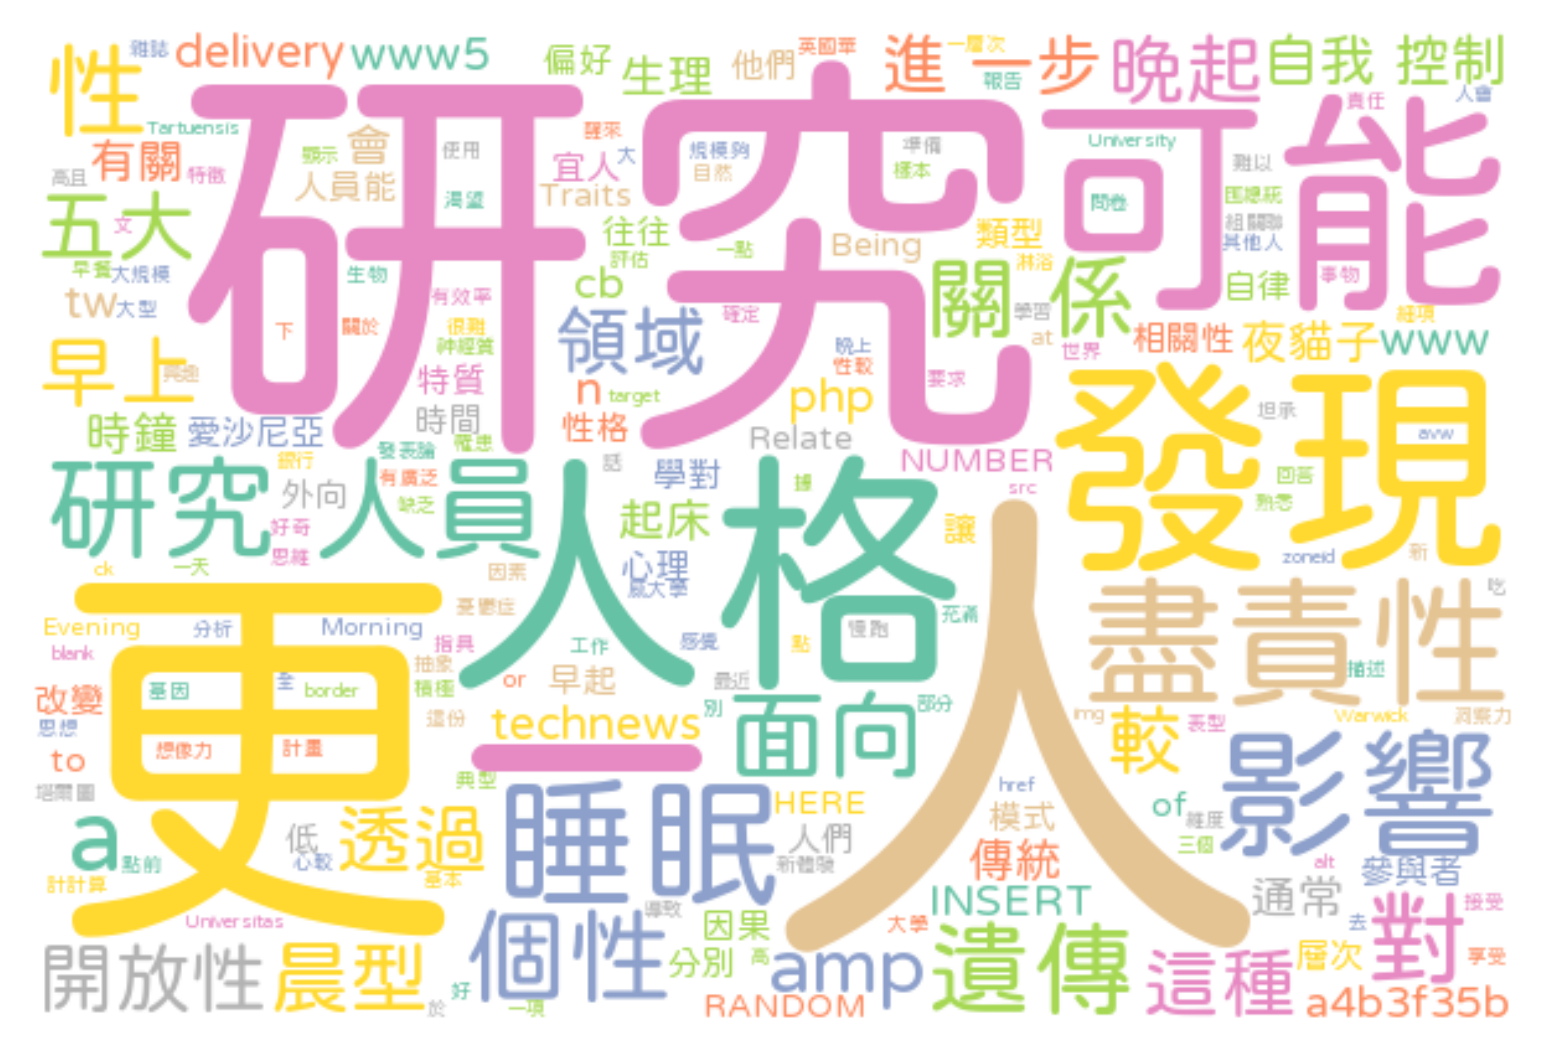 雜誌
delivery
www5
偏好
生理
他們
英國華
一層次
進一步
報告
晚起
自我
控制
性
Tartuensis
有關
特徵
高且
顯示
會
使用
人員能
渴望
醒來
宜人
大
Traits
規模夠
自然
準備
樣本
University
責任
人會
難以
問卷
組關聯
其他人
研究
可能
五大
文
早餐
大規模
tw
大型
生物
有效率
往往
評估
一點
Being
類型
淋浴
cb
關係
學習
at
自律
事物
細項
下
關於
很難
神經質
領域
確定
晚上
性較
世界
相關性
夜貓子
www
早上
興趣
特質
n
target
php
要求
時鐘
愛沙尼亞
時間
性格
Relate
坦承
avw
發現
發表論
罹患
銀行
話
NUMBER
研究人員
外向
有廣泛
缺乏
學對
據
src
回答
熟悉
好奇
思維
起床
人格
讓
ck
一天
因素
心理
zoneid
新
吃
更
憂鬱症
慢跑
充滿
人
盡責性
Evening
分析
Morning
blank
指具
工作
感覺
點
抽象
積極
or
早起
最近
描述
改變
基因
全
border
思想
這份
technews
別
面向
部分
img
較
表型
Warwick
洞察力
想像力
計畫
to
一
典型
塔爾圖
href
影響
a
點前
低
心較
透過
基本
睡眠
HERE
人們
新體驗
模式
of
維度
三個
傳統
alt
參與者
計計算
Universitas
導致
INSERT
通常
去
接受
開放性
晨型
個性
因果
大學
對
層次
享受
於
好
一項
分別
高
amp
遺傳
這種
RANDOM
a4b3f35b